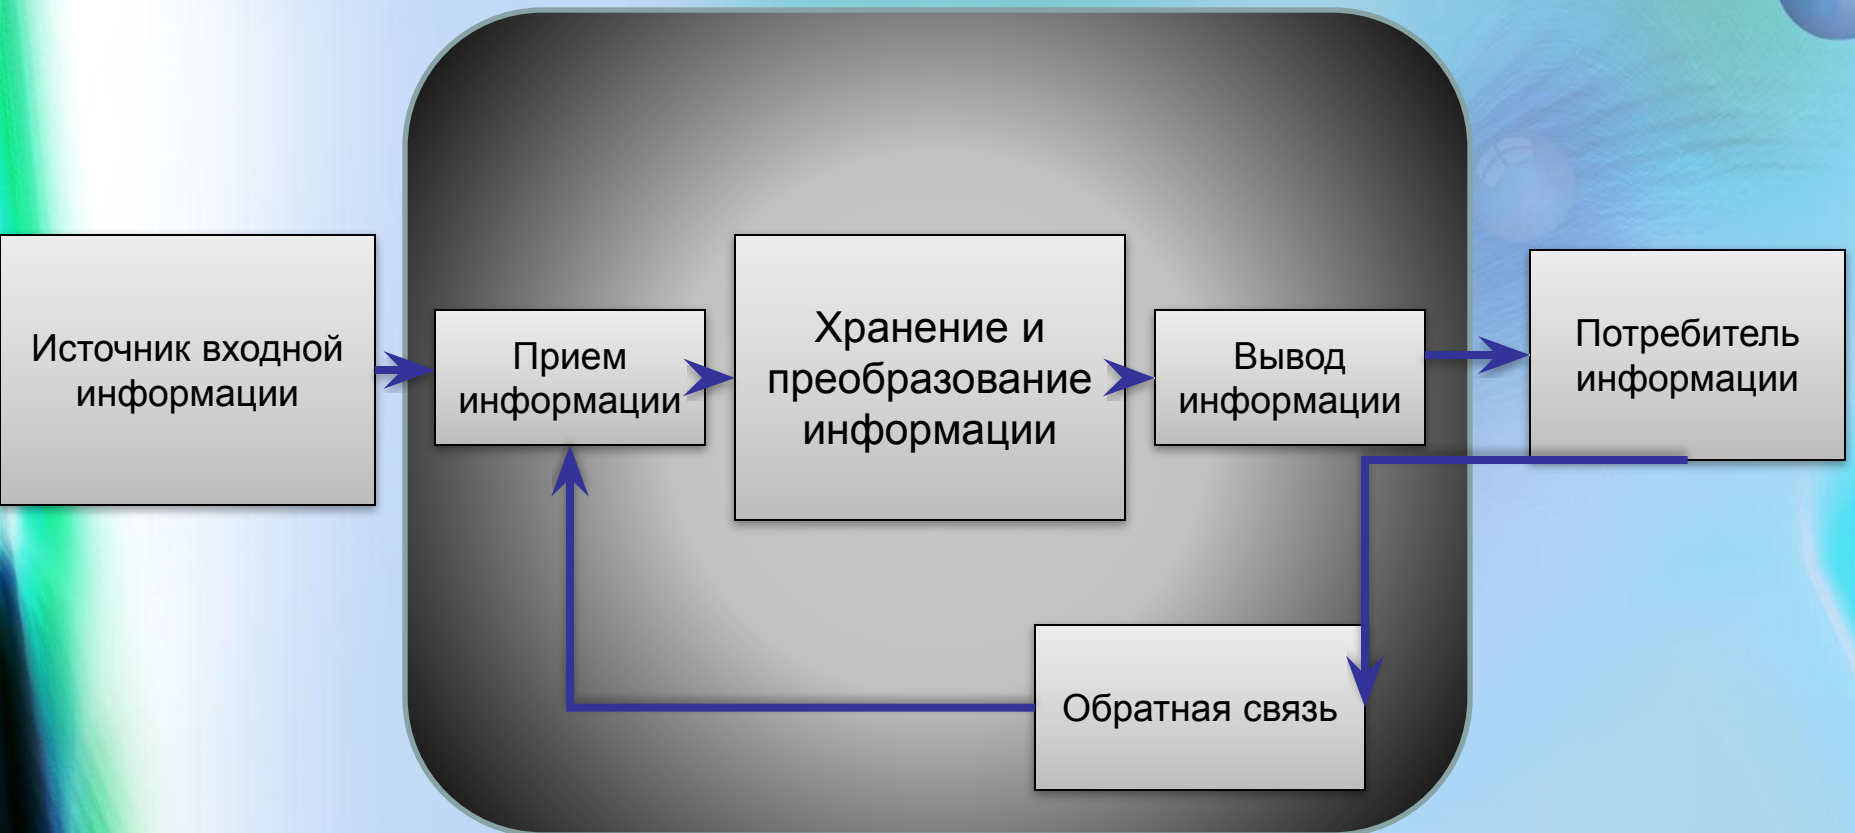 Источник входной
информации
Прием
информации
Хранение и
преобразование
информации
Вывод
информации
Потребитель
информации
Обратная связь